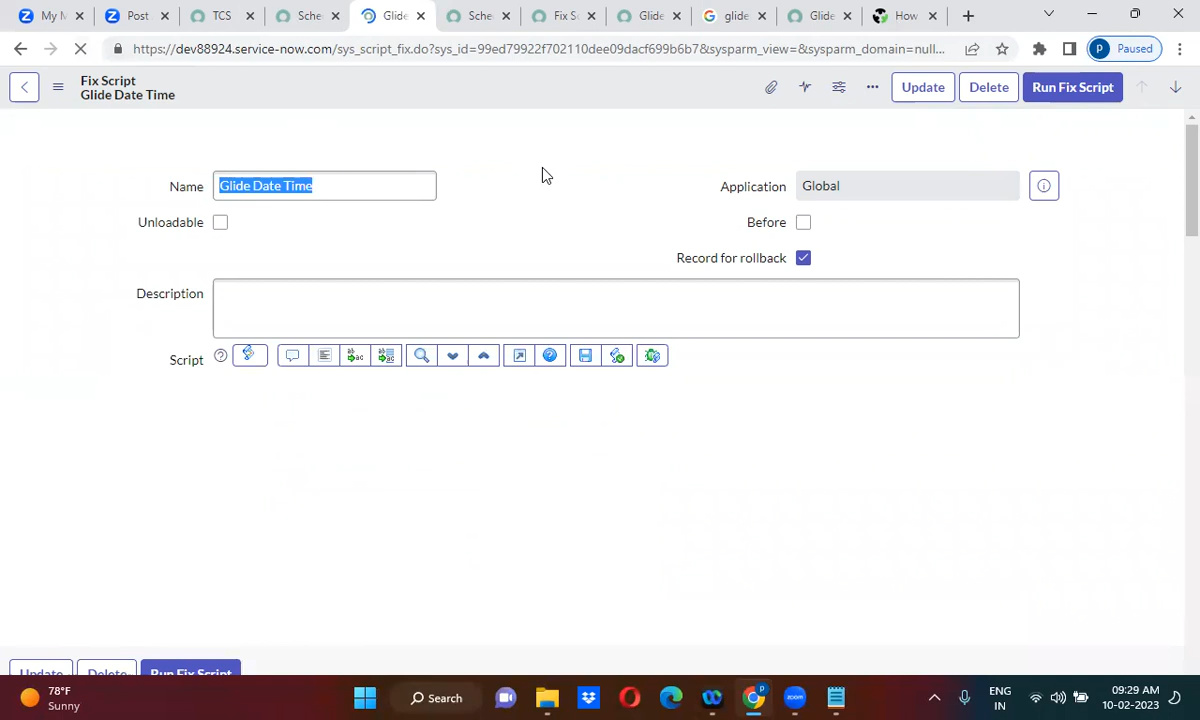 My M
Post
TCS
Sche
Glide
Sche
Fix S
Glide
glide
Glide
How
https://dev88924.service-now.com/sys_script_fix.do?sys_id=99ed79922f702110dee09dacf699b6b7&sysparm_view=&sysparm_domain=null...
P
Paused
Fix Script
Glide Date Time
Update
Delete
Run Fix Script
Name
Glide Date Time
Application
Global
Unloadable
Before
Record for rollback
Description
Script
Update
Delete
Run Fix Script
78°F
Sunny
Search
ENG
IN
09:29 AM
10-02-2023